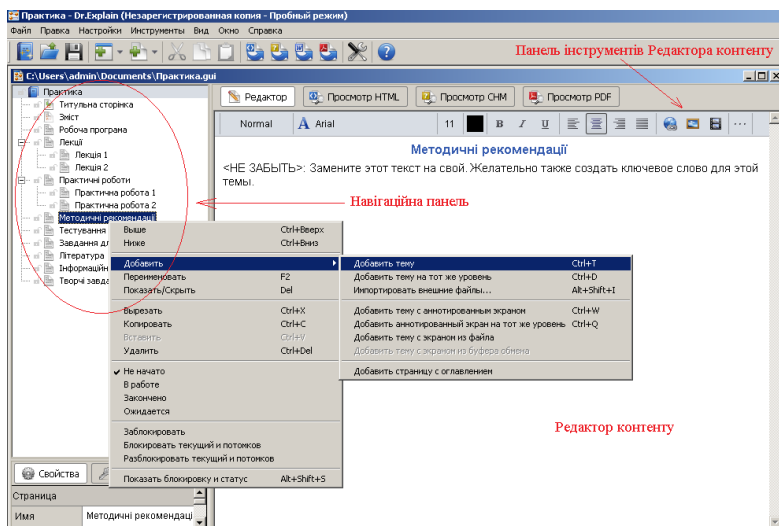 Практика - Dr.Explain (Незарегистрированная копия - Пробный режим)
Файл Правка Настройки Инструменты Вид Окно Справка
Панель інструментів Редактора контенту
C:\Users\admin\Documents\Практика.gui
Практика
Титульна сторінка
Зміст
Робоча програма
Лекції
Лекція 1
Лекція 2
Практичні роботи
Практична робота 1
Практична робота 2
Методичні рекомендації
Тестування
Завдання дл
Література
Інформаційн
Творчі завда
Редактор Просмотр HTML Просмотр CHM Просмотр PDF
Normal A Arial 11 B I U ...
Методичні рекомендації
<НЕ ЗАБЫТЬ>: Замените этот текст на свой. Желательно также создать ключевое слово для этой
темы.
Навігаційна панель
Выше Ctrl+Вверх
Ниже Ctrl+Вниз
Добавить
Переименовать F2
Показать/Скрыть Del
Вырезать Ctrl+X
Копировать Ctrl+C
Вставить Ctrl+V
Удалить Ctrl+Del
Не начато
В работе
Закончено
Ожидается
Заблокировать
Блокировать текущий и потомков
Разблокировать текущий и потомков
Показать блокировку и статус Alt+Shift+S
Добавить тему Ctrl+T
Добавить тему на тот же уровень Ctrl+D
Импортировать внешние файлы... Alt+Shift+I
Добавить тему с аннотированным экраном Ctrl+W
Добавить аннотированный экран на тот же уровень Ctrl+Q
Добавить тему с экраном из файла
Добавить тему с экраном из буфера обмена
Добавить страницу с оглавлением
Редактор контенту
Свойства
Страница
Имя Методичні рекомендаці